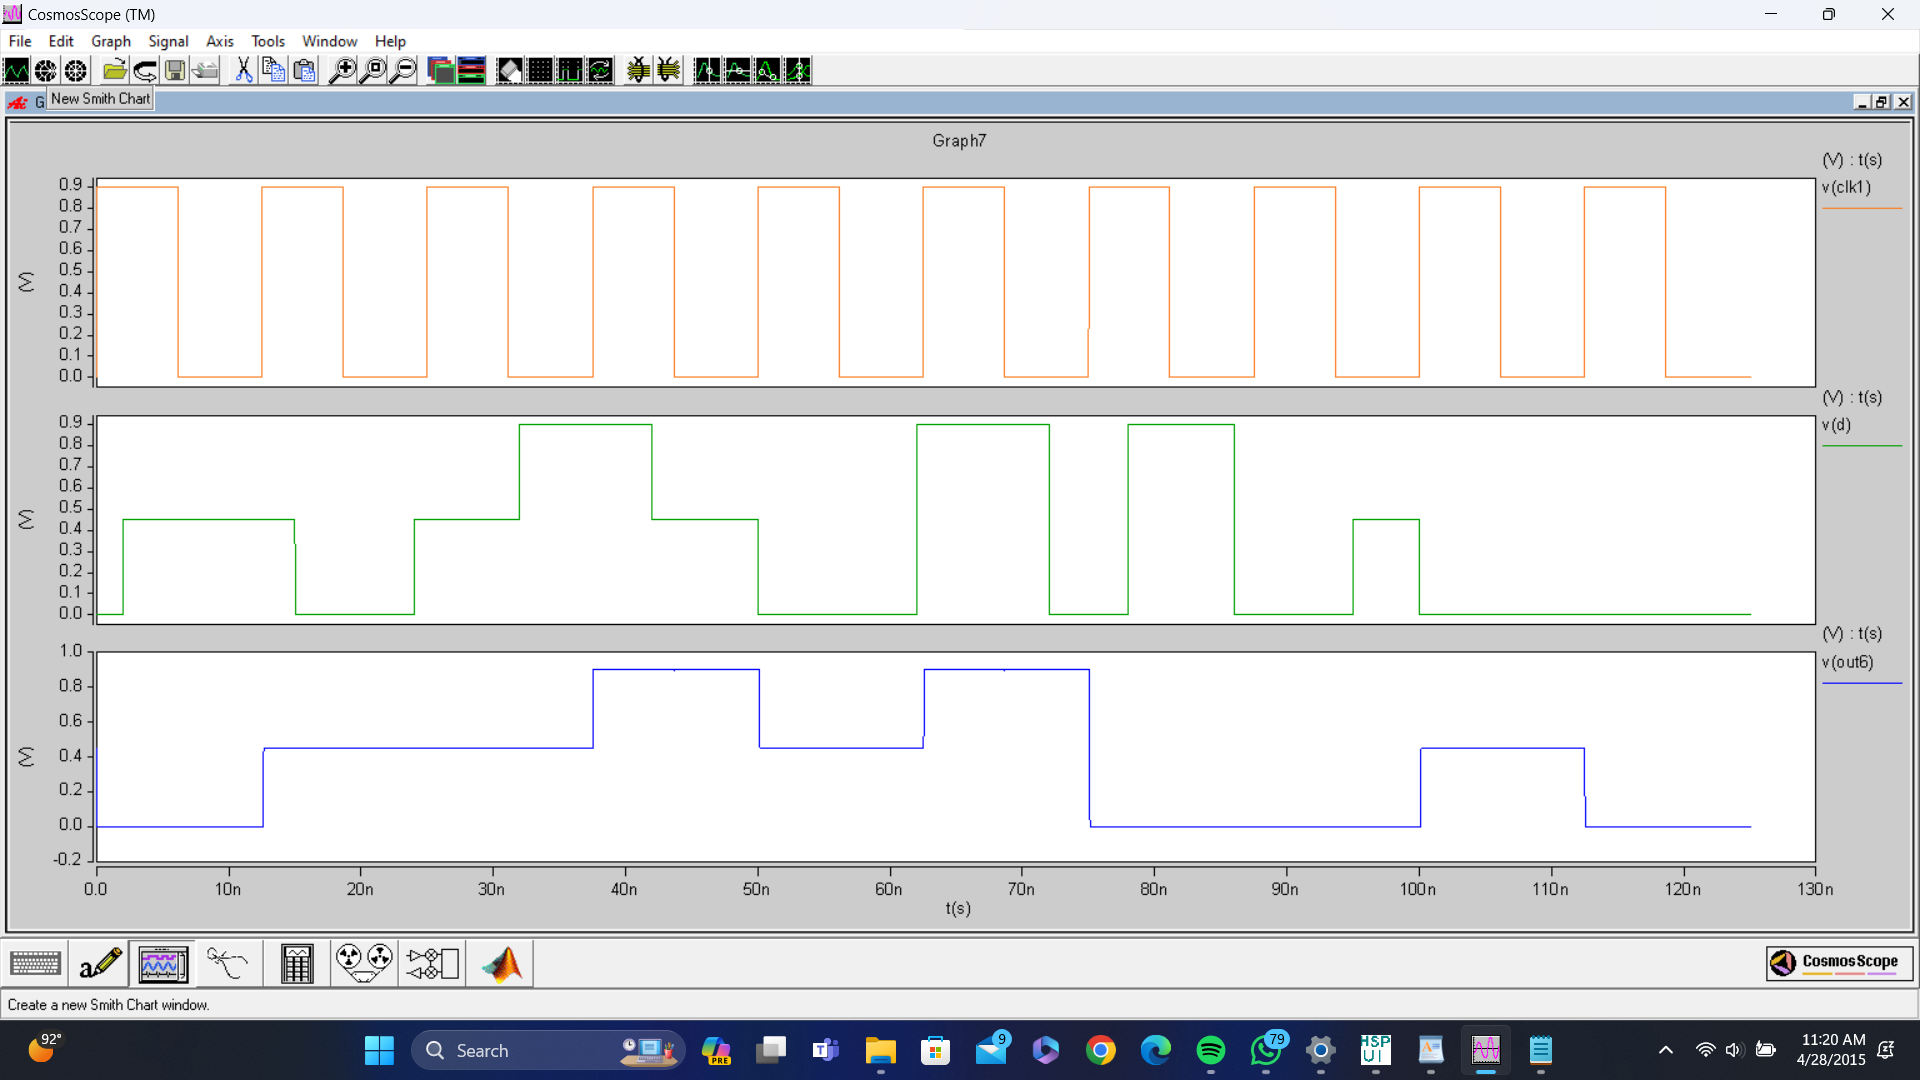 CosmosScope (TM)
File Edit Graph Signal Axis Tools Window Help
G
New Smith Chart
Graph7
(V) : t(s)
v(clk1)
0.9
0.8
0.7
0.6
0.5
0.4
0.3
0.2
0.1
0.0
(V)
(V) : t(s)
v(d)
0.9
0.8
0.7
0.6
0.5
0.4
0.3
0.2
0.1
0.0
(V)
(V) : t(s)
v(out6)
1.0
0.8
0.6
0.4
0.2
0.0
-0.2
(V)
0.0 10n 20n 30n 40n 50n 60n 70n 80n 90n 100n 110n 120n 130n
t(s)
a
CosmosScope
Create a new Smith Chart window.
92°
Search
PRE
T
9
79
HSP
UI
11:20 AM
4/28/2015